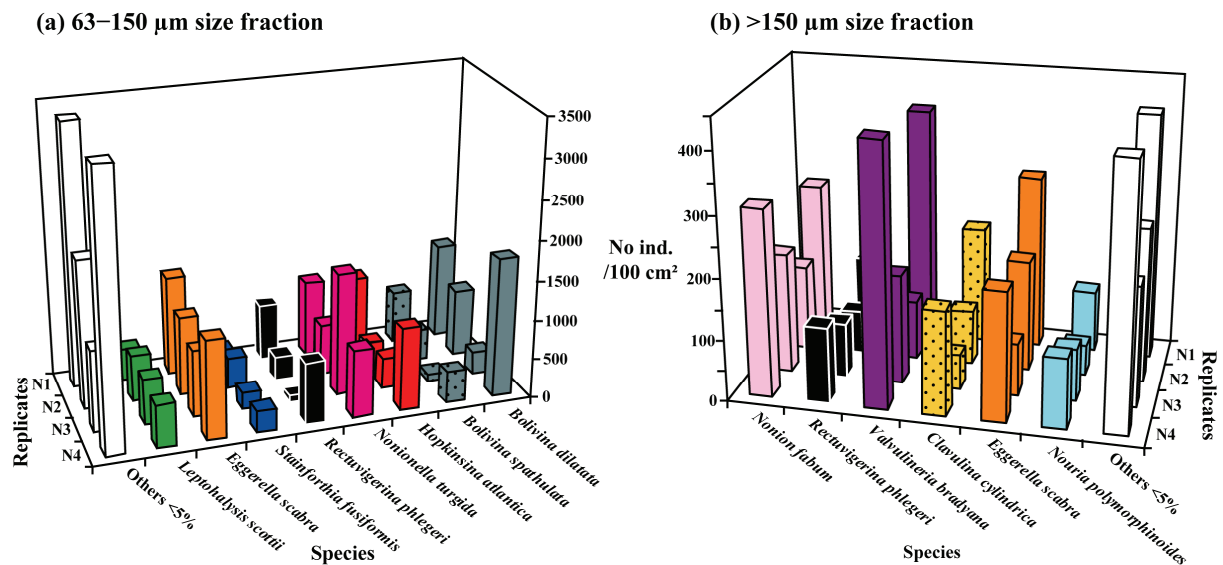 (a) 63−150 µm size fraction
3500
3000
2500
2000
1500
1000
500
0
N1
N2
N3
N4
Replicates
Others <5%
Leptohalysis scottii
Eggerella scabra
Stainforthia fusiformis
Rectuvigerina phlegeri
Nonionella turgida
Hopkinsina atlantica
Bolivina spathulata
Bolivina dilatata
Species
(b) >150 µm size fraction
No ind.
/100 cm²
400
300
200
100
0
N1
N2
N3
N4
Replicates
Nonion fabum
Rectuvigerina phlegeri
Valvulineria bradyana
Clavulina cylindrica
Eggerella scabra
Nouria polymorphinoides
Others <5%
Species